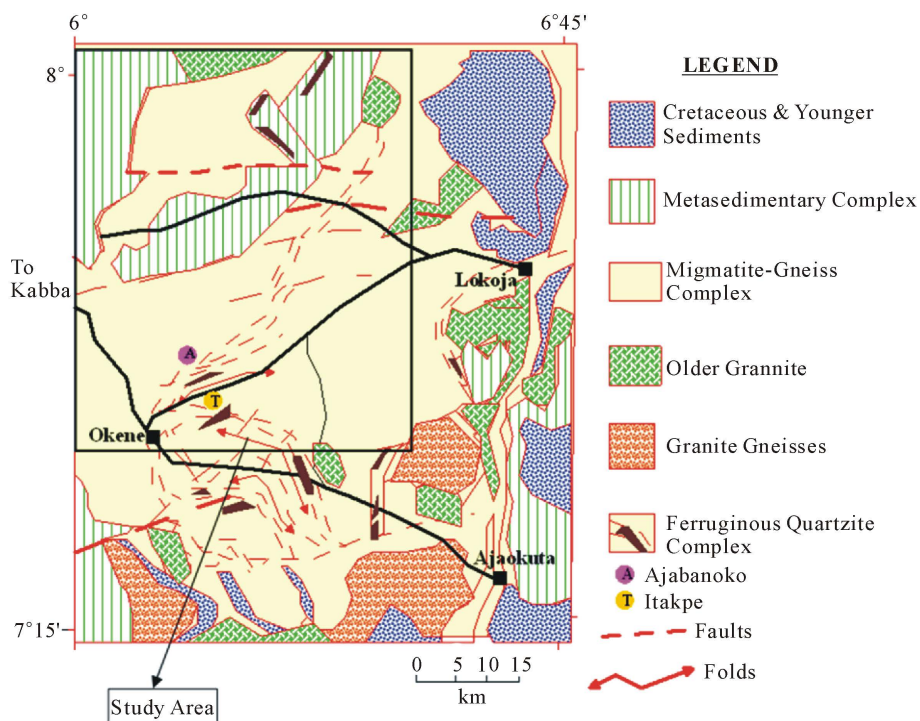 6°
6°45'
8°
To
Kabba
Lokoja
A
T
Okene
Ajaokuta
7°15'
0 5 10 15
km
Study Area
LEGEND
Cretaceous & Younger
Sediments
Metasedimentary Complex
Migmatite-Gneiss
Complex
Older Grannite
Granite Gneisses
Ferruginous Quartzite
Complex
A Ajabanoko
T Itakpe
Faults
Folds